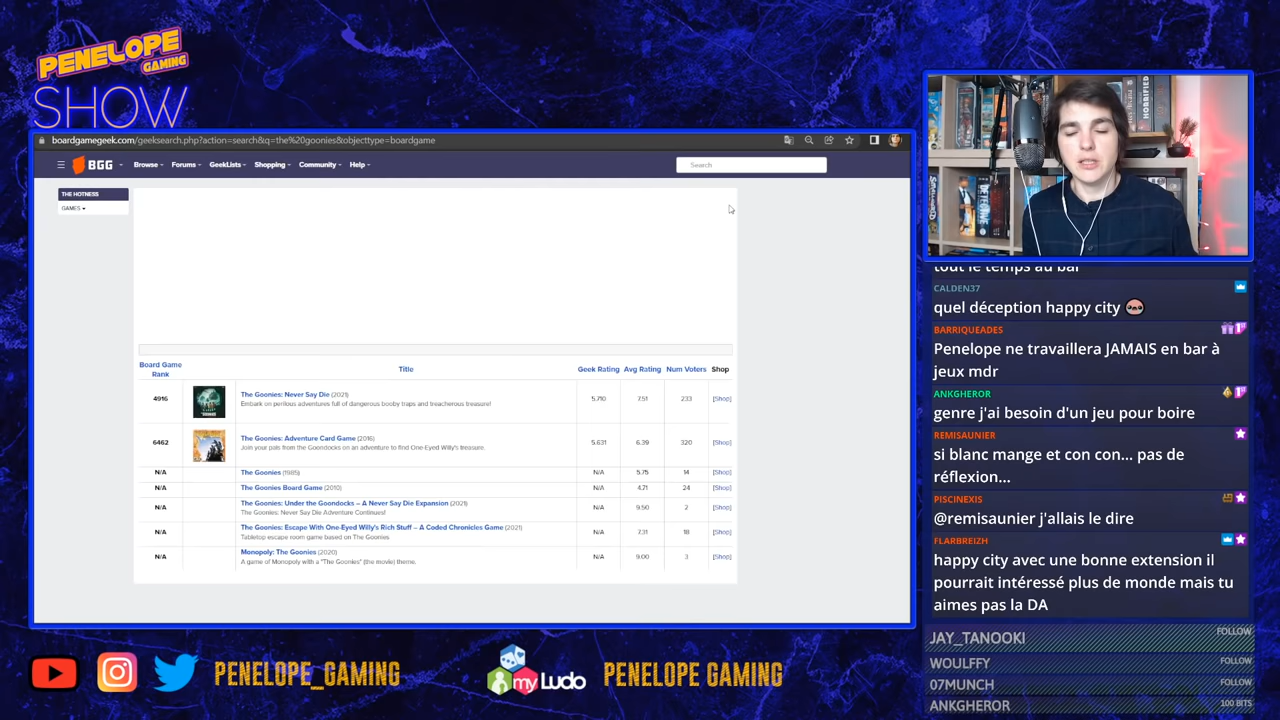 PENELOPE
GAMING
SHOW
boardgamegeek.com/geeksearch.php?action=search&q=the%20goonies&objecttype=boardgame
BGG
Browse
Forums
GeekLists
Shopping
Community
Help
Search
THE HOTNESS
GAMES
Board Game Rank Title Geek Rating Avg Rating Num Voters Shop
4916 The Goonies: Never Say Die (2021) 5.710 7.51 233 [Shop]
Embark on perilous adventures full of dangerous booby traps and treacherous treasure!
6462 The Goonies: Adventure Card Game (2016) 5.631 6.39 320 [Shop]
Join your pals from the Goondocks on an adventure to find One-Eyed Willy's treasure.
N/A The Goonies (1985) N/A 5.75 14 [Shop]
N/A The Goonies Board Game (2010) N/A 4.71 24 [Shop]
N/A The Goonies: Under the Goondocks – A Never Say Die Expansion (2021) N/A 9.50 2 [Shop]
The Goonies: Never Say Die Adventure Continues!
N/A The Goonies: Escape With One-Eyed Willy's Rich Stuff – A Coded Chronicles Game (2021) N/A 7.31 18 [Shop]
Tabletop escape room game based on The Goonies
N/A Monopoly: The Goonies (2020) N/A 9.00 3 [Shop]
A game of Monopoly with a "The Goonies" (the movie) theme.
HORRIFIED
DETECTIVE
tout le temps au bar
CALDEN37
quel déception happy city
BARRIQUEADES
Penelope ne travaillera JAMAIS en bar à
jeux mdr
ANKGHEROR
genre j'ai besoin d'un jeu pour boire
REMISAUNIER
si blanc mange et con con... pas de
réflexion...
PISCINEXIS
@remisaunier j'allais le dire
FLARBREIZH
happy city avec une bonne extension il
pourrait intéressé plus de monde mais tu
aimes pas la DA
JAY_TANOOKI FOLLOW
WOULFFY FOLLOW
07MUNCH FOLLOW
ANKGHEROR 100 BITS
PENELOPE_GAMING
myLudo
PENELOPE GAMING